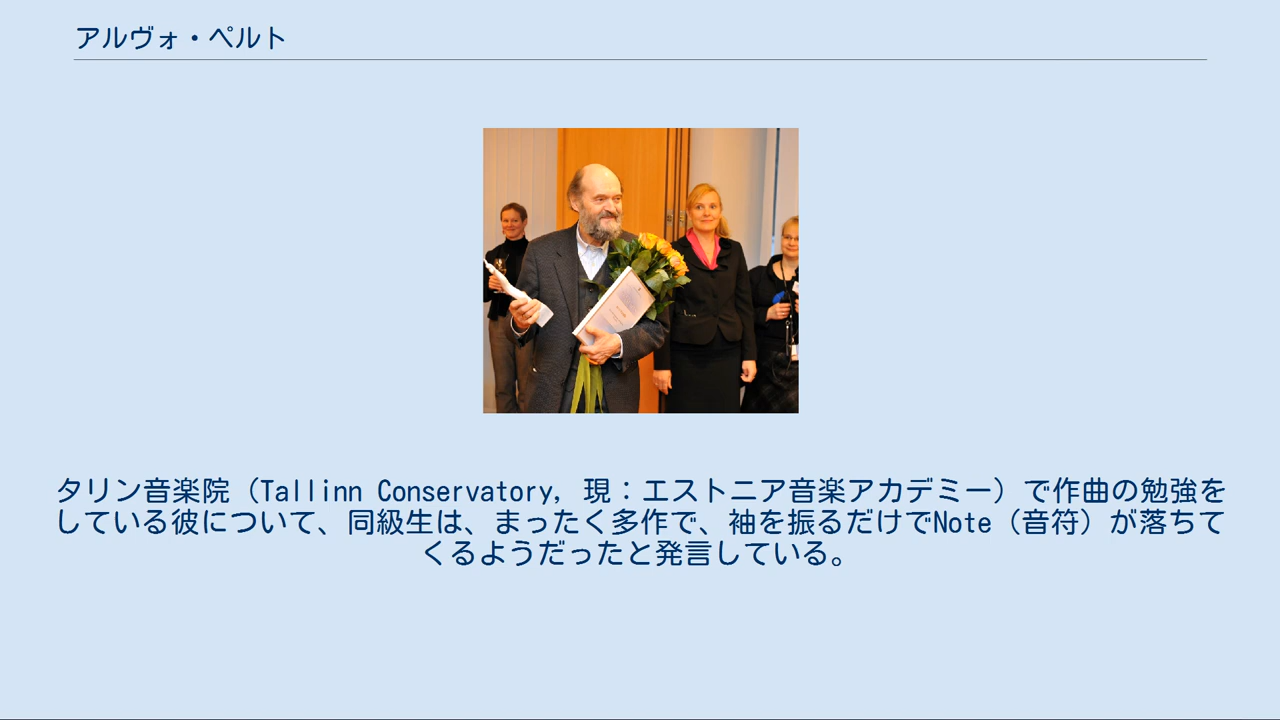 アルヴォ・ペルト
タリン音楽院（Tallinn Conservatory, 現：エストニア音楽アカデミー）で作曲の勉強を
している彼について、同級生は、まったく多作で、袖を振るだけでNote（音符）が落ちて
くるようだったと発言している。